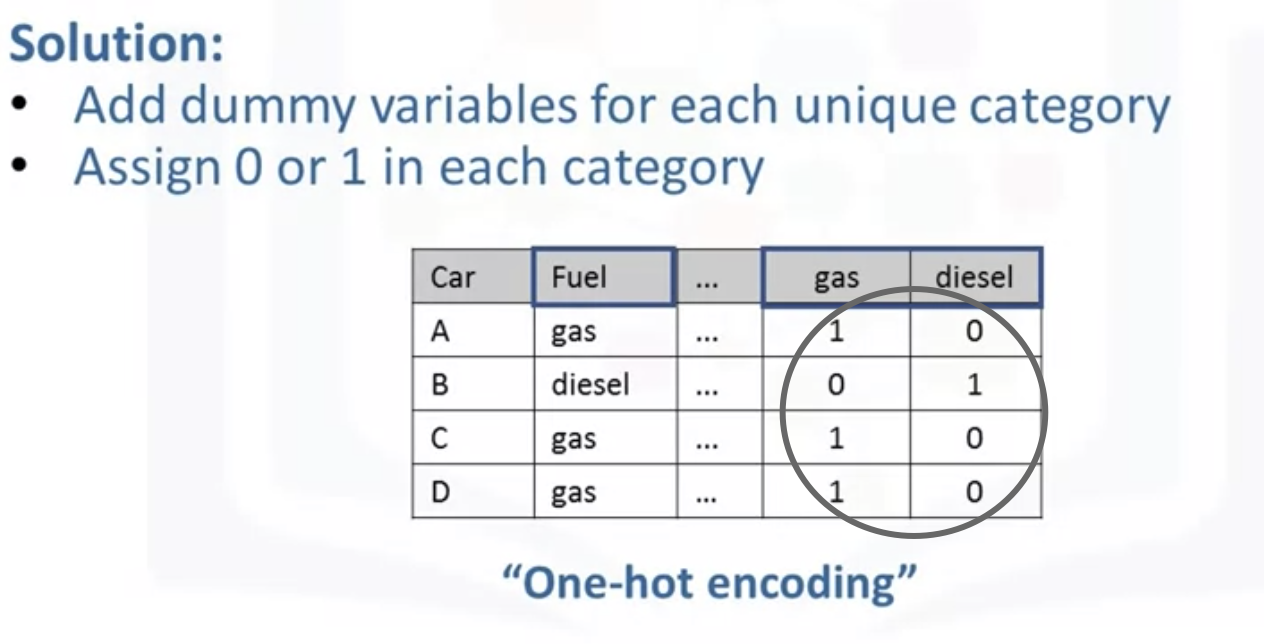 Solution:
• Add dummy variables for each unique category
• Assign 0 or 1 in each category
Car Fuel ... gas diesel
A gas ... 1 0
B diesel ... 0 1
C gas ... 1 0
D gas ... 1 0
“One-hot encoding”